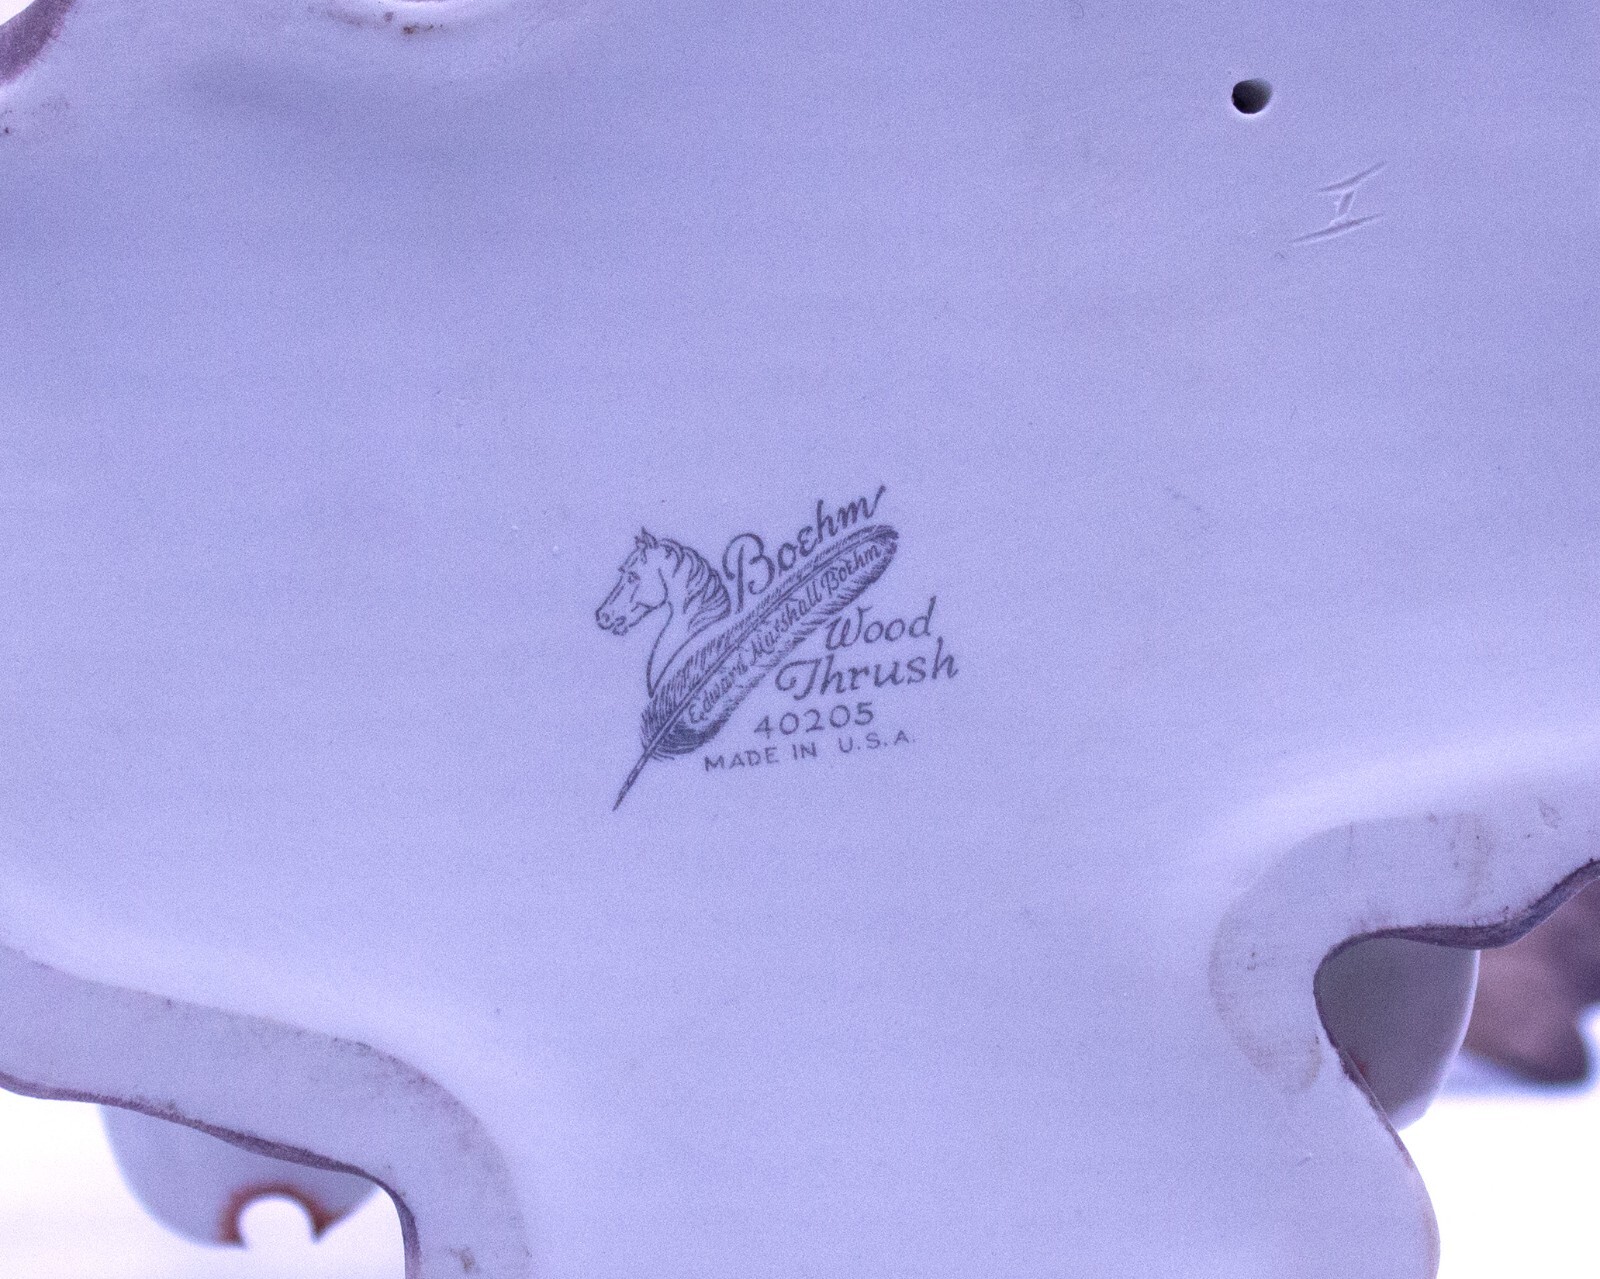 Boehm
Edward Marshall Boehm
Wood
Thrush
40205
MADE IN U.S.A.
I